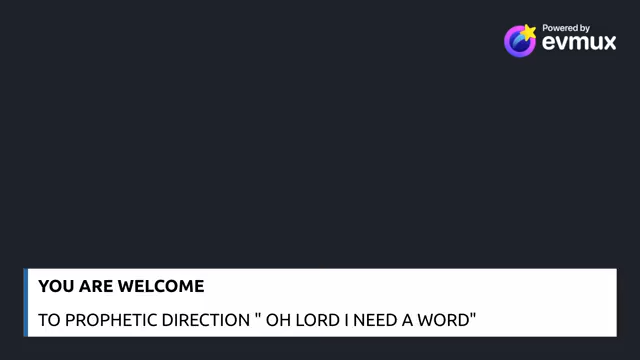 Powered by
evmux
YOU ARE WELCOME
TO PROPHETIC DIRECTION " OH LORD I NEED A WORD"